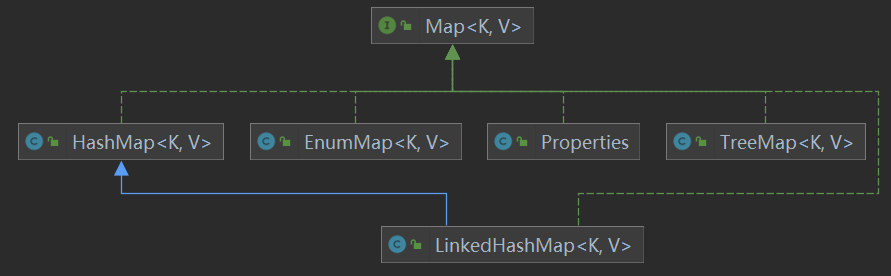 I Map<K, V>
C HashMap<K, V>
C EnumMap<K, V>
C Properties
C TreeMap<K, V>
C LinkedHashMap<K, V>